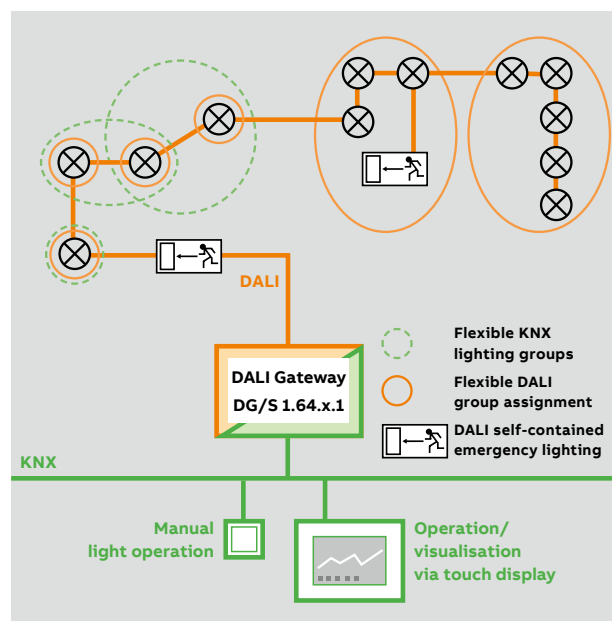 DALI
Flexible KNX
lighting groups
Flexible DALI
group assignment
DALI self-contained
emergency lighting
DALI Gateway
DG/S 1.64.x.1
KNX
Manual
light operation
Operation/
visualisation
via touch display